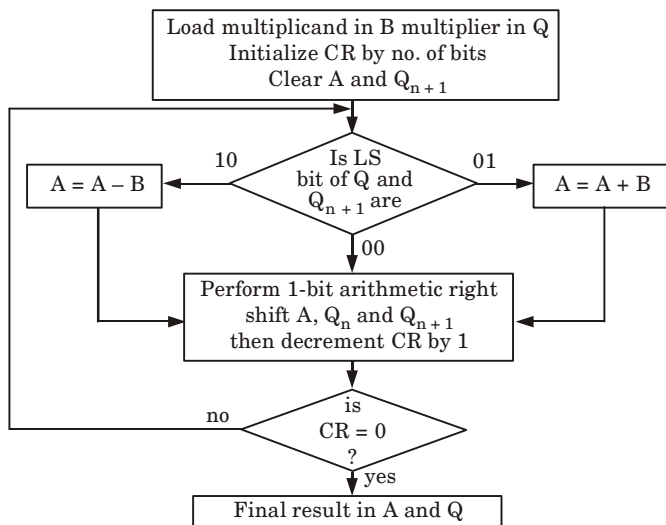 Load multiplicand in B multiplier in Q
Initialize CR by no. of bits
Clear A and Qn + 1
10
Is LS
bit of Q and
Qn + 1 are
01
A = A – B
A = A + B
00
Perform 1-bit arithmetic right
shift A, Qn and Qn + 1
then decrement CR by 1
no
is
CR = 0
?
yes
Final result in A and Q